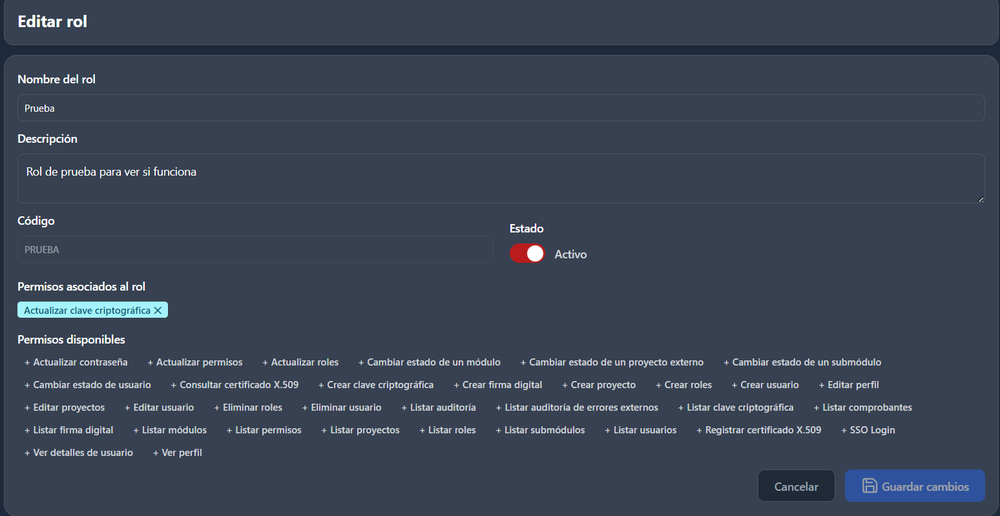 Editar rol
Nombre del rol
Prueba
Descripción
Rol de prueba para ver si funciona
Código
PRUEBA
Estado
Activo
Permisos asociados al rol
Actualizar clave criptográfica
Permisos disponibles
+ Actualizar contraseña + Actualizar permisos + Actualizar roles + Cambiar estado de un módulo + Cambiar estado de un proyecto externo + Cambiar estado de un submódulo
+ Cambiar estado de usuario + Consultar certificado X.509 + Crear clave criptográfica + Crear firma digital + Crear proyecto + Crear roles + Crear usuario + Editar perfil
+ Editar proyectos + Editar usuario + Eliminar roles + Eliminar usuario + Listar auditoría + Listar auditoría de errores externos + Listar clave criptográfica + Listar comprobantes
+ Listar firma digital + Listar módulos + Listar permisos + Listar proyectos + Listar roles + Listar submódulos + Listar usuarios + Registrar certificado X.509 + SSO Login
+ Ver detalles de usuario + Ver perfil
Cancelar Guardar cambios